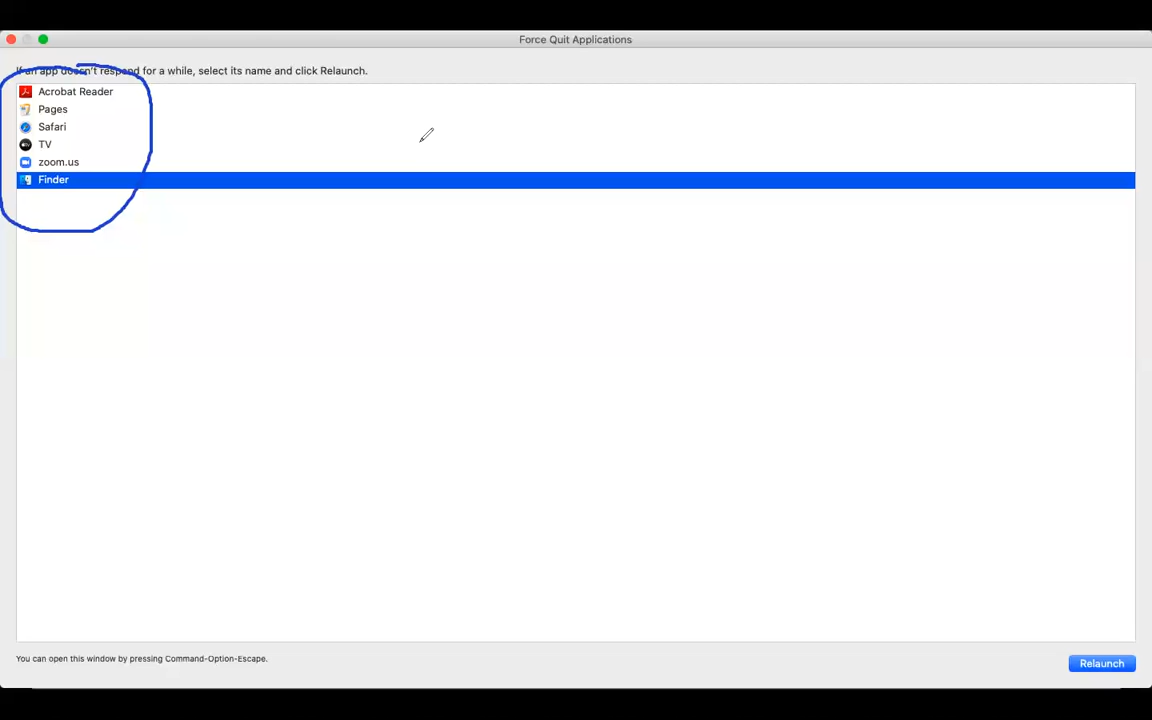 Force Quit Applications
If an app doesn't respond for a while, select its name and click Relaunch.
Acrobat Reader
Pages
Safari
TV
zoom.us
Finder
You can open this window by pressing Command-Option-Escape.
Relaunch